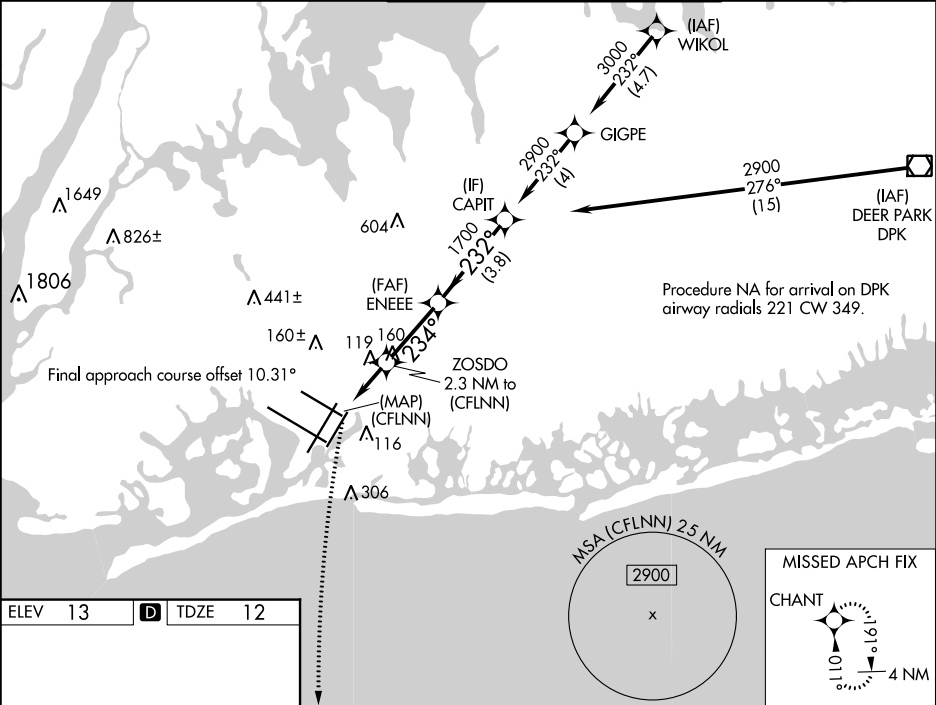 (IAF)
WIKOL
3000
232°
(4.7)
GIGPE
2900
232°
(4)
2900
276°
(15)
(IAF)
DEER PARK
DPK
(IF)
CAPIT
1649
604
826±
1700
232°
(3.8)
1806
(FAF)
ENEEE
441±
Procedure NA for arrival on DPK
airway radials 221 CW 349.
160±
119
160
234°
ZOSDO
2.3 NM to
(CFLNN)
Final approach course offset 10.31°
(MAP)
(CFLNN)
116
306
MSA (CFLNN) 25 NM
2900
x
MISSED APCH FIX
CHANT
191°
011°
4 NM
ELEV 13
D
TDZE 12